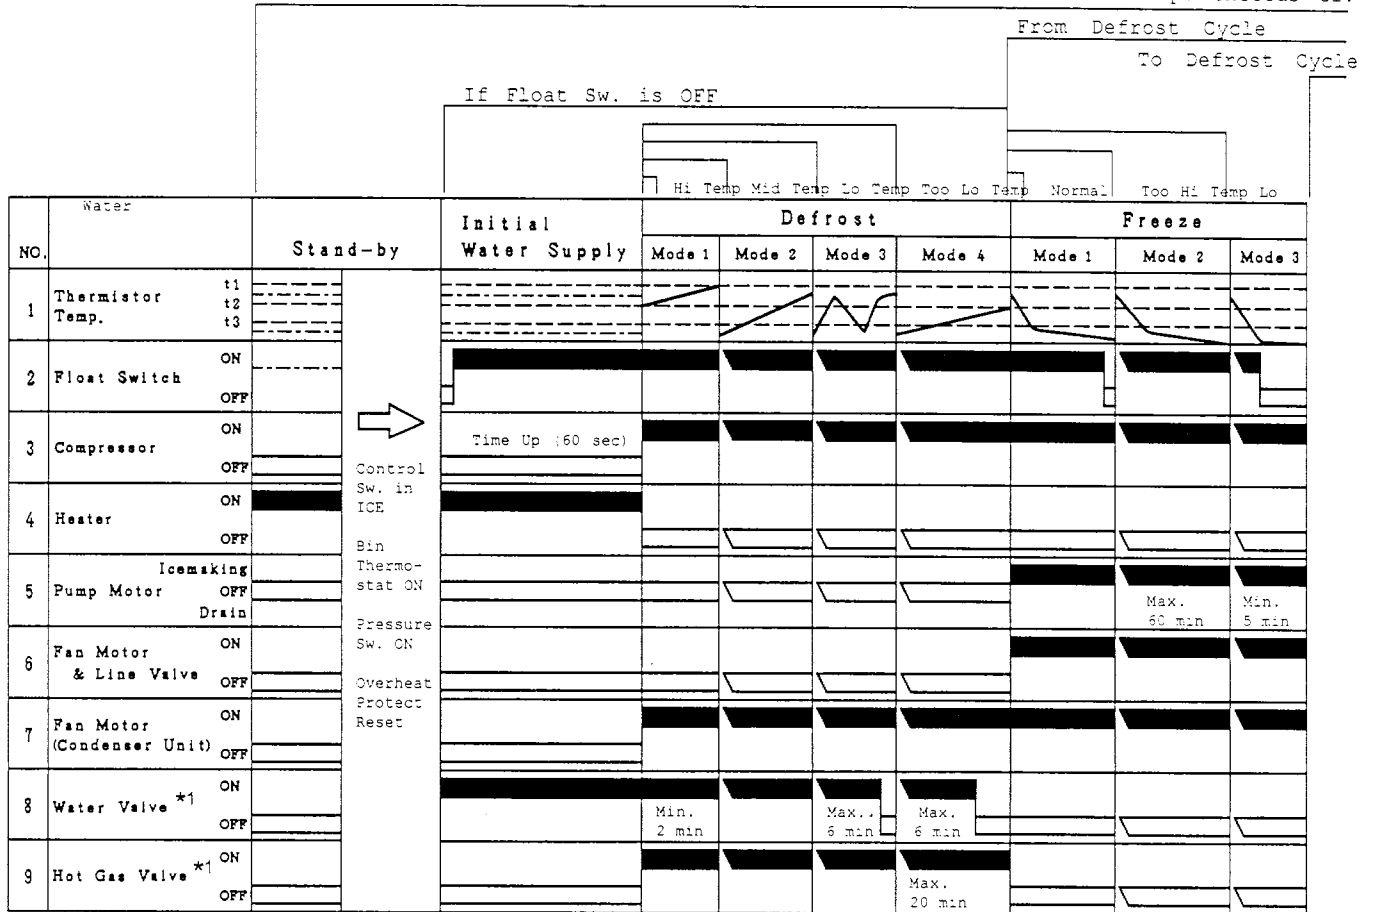 From Defrost Cycle
To Defrost Cycle
If Float Sw. is OFF
Hi Temp Mid Temp Lo Temp Too Lo Temp Normal Too Hi Temp Lo
Water
NO.
Stand-by
Initial
Water Supply
Defrost
Freeze
Mode 1 Mode 2 Mode 3 Mode 4 Mode 1 Mode 2 Mode 3
1 Thermistor
Temp.
t1
t2
t3
2 Float Switch
ON
OFF
3 Compressor
ON
OFF
Time Up (60 sec)
Control
Sw. in
ICE
Bin
Thermo-
stat ON
Pressure
Sw. ON
Overheat
Protect
Reset
4 Heater
ON
OFF
5 Pump Motor
Icemaking
OFF
Drain
Max.
60 min
Min.
5 min
6 Fan Motor
& Line Valve
ON
OFF
7 Fan Motor
(Condenser Unit)
ON
OFF
8 Water Valve *1
ON
OFF
Min.
2 min
Max..
6 min
Max.
6 min
9 Hot Gas Valve *1
ON
OFF
Max.
20 min